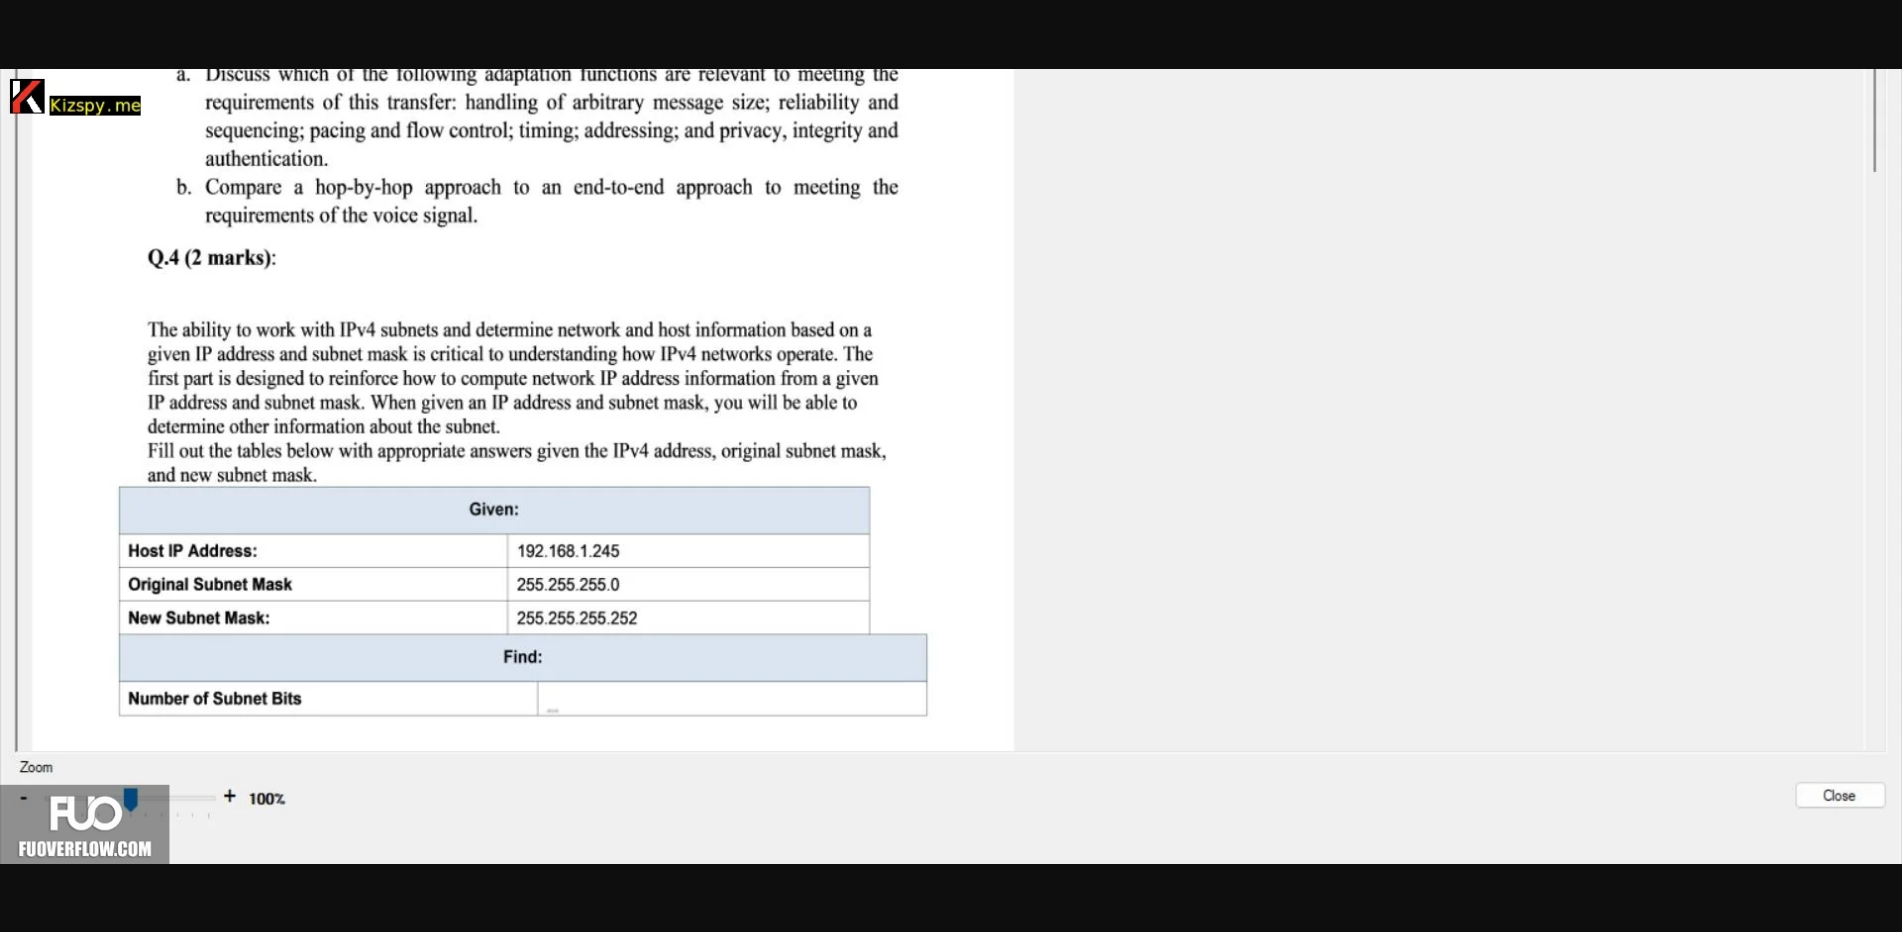 a. Discuss which of the following adaptation functions are relevant to meeting the
Kizspy.me
requirements of this transfer: handling of arbitrary message size; reliability and
sequencing; pacing and flow control; timing; addressing; and privacy, integrity and
authentication.
b. Compare a hop-by-hop approach to an end-to-end approach to meeting the
requirements of the voice signal.
Q.4 (2 marks):
The ability to work with IPv4 subnets and determine network and host information based on a
given IP address and subnet mask is critical to understanding how IPv4 networks operate. The
first part is designed to reinforce how to compute network IP address information from a given
IP address and subnet mask. When given an IP address and subnet mask, you will be able to
determine other information about the subnet.
Fill out the tables below with appropriate answers given the IPv4 address, original subnet mask,
and new subnet mask.
Given:
Host IP Address: 192.168.1.245
Original Subnet Mask 255.255.255.0
New Subnet Mask: 255.255.255.252
Find:
Number of Subnet Bits
Zoom
- + 100%
Close
FUO
FUOVERFLOW.COM